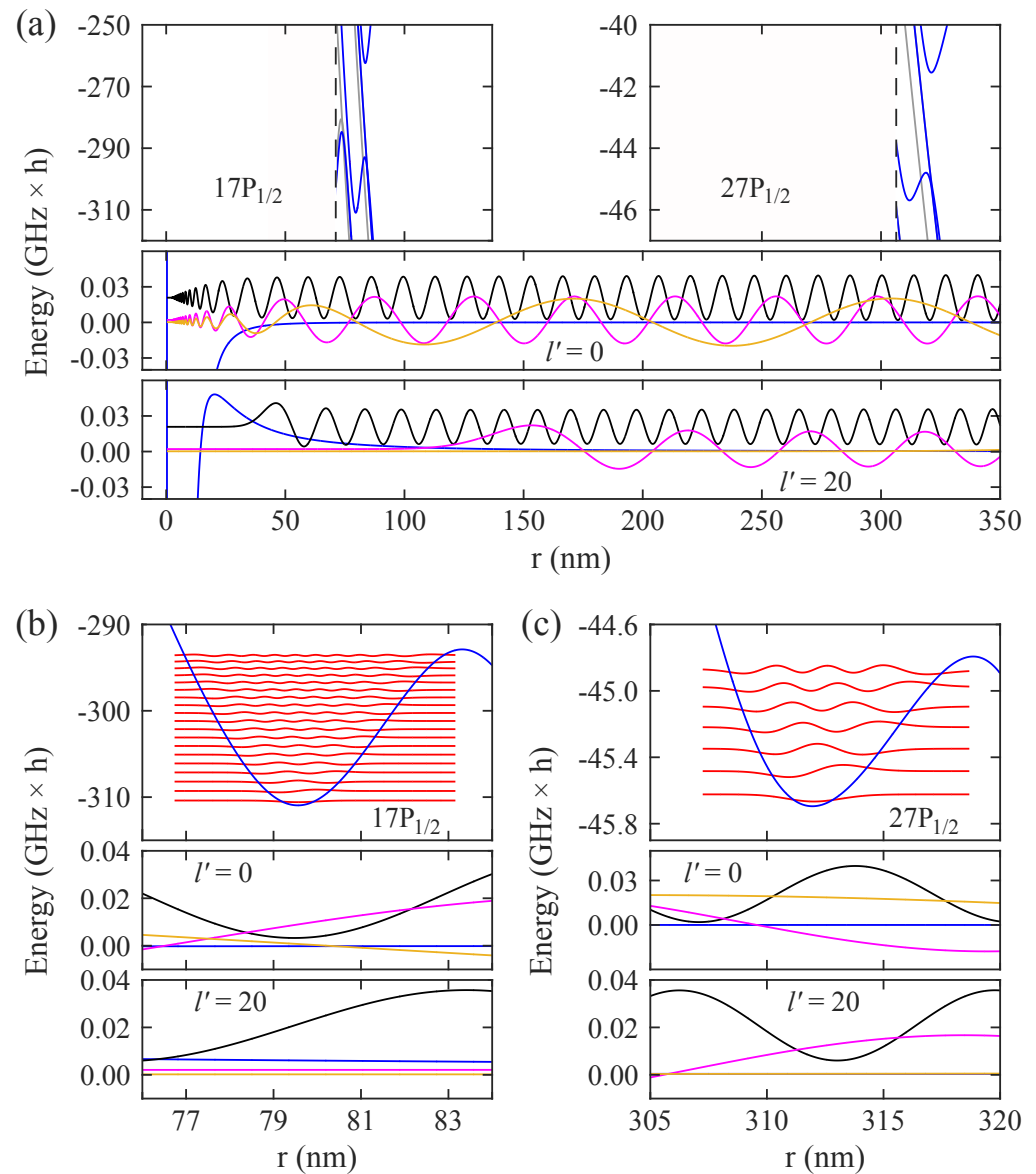 (a)
-250
-270
-290
-310
17P1/2
-40
-42
-44
-46
27P1/2
Energy (GHz × h)
0.03
0.00
-0.03
l' = 0
0.03
0.00
-0.03
l' = 20
0 50 100 150 200 250 300 350
r (nm)
(b)
-290
-300
-310
17P1/2
Energy (GHz × h)
0.04
0.02
0.00
l' = 0
0.04
0.02
0.00
l' = 20
77 79 81 83
r (nm)
(c)
-44.6
-45.0
-45.4
-45.8
27P1/2
Energy (GHz × h)
0.03
0.00
l' = 0
0.04
0.02
0.00
l' = 20
305 310 315 320
r (nm)